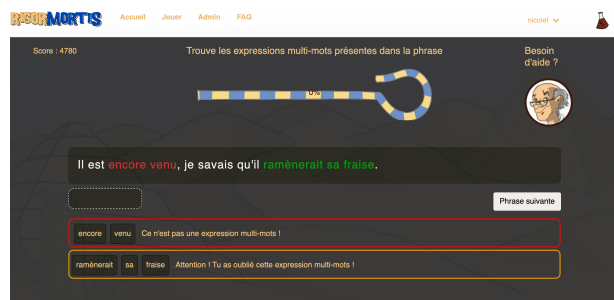 RIGORMORTIS Accueil Jouer Admin FAQ nicolef
Score : 4780
Trouve les expressions multi-mots présentes dans la phrase
Besoin
d'aide ?
0%
Il est encore venu, je savais qu'il ramènerait sa fraise.
Phrase suivante
encore venu Ce n'est pas une expression multi-mots !
ramènerait sa fraise Attention ! Tu as oublié cette expression multi-mots !